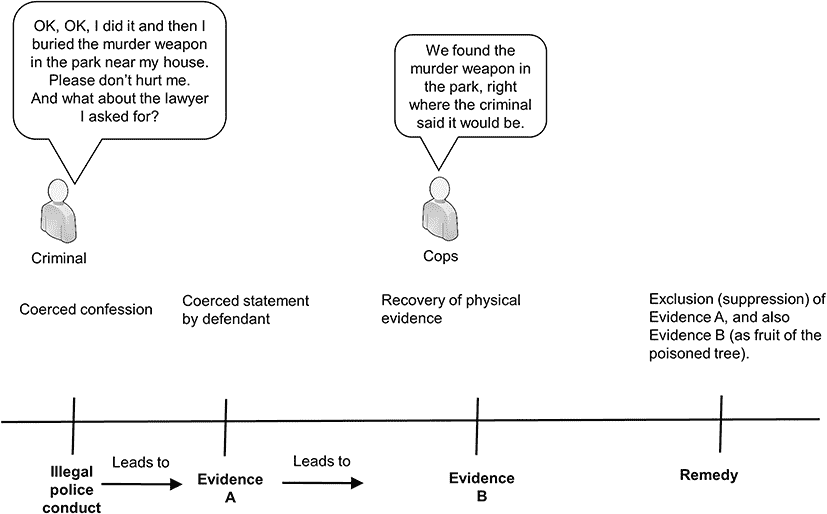 OK, OK, I did it and then I
buried the murder weapon
in the park near my house.
Please don’t hurt me.
And what about the lawyer
I asked for?
We found the
murder weapon in
the park, right
where the criminal
said it would be.
Criminal
Cops
Coerced confession
Coerced statement
by defendant
Recovery of physical
evidence
Exclusion (suppression) of
Evidence A, and also
Evidence B (as fruit of the
poisoned tree).
Illegal
police
conduct
Leads to
Evidence
A
Leads to
Evidence
B
Remedy